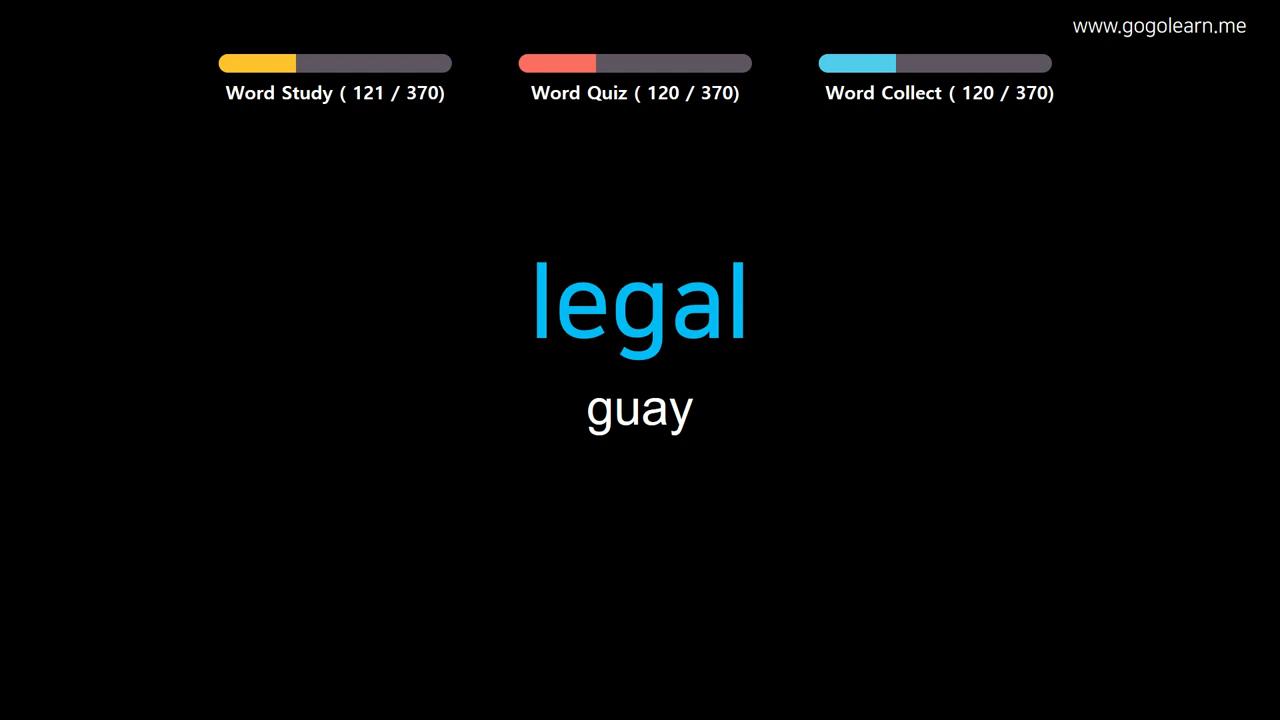 www.gogolearn.me
Word Study ( 121 / 370)
Word Quiz ( 120 / 370)
Word Collect ( 120 / 370)
legal
guay